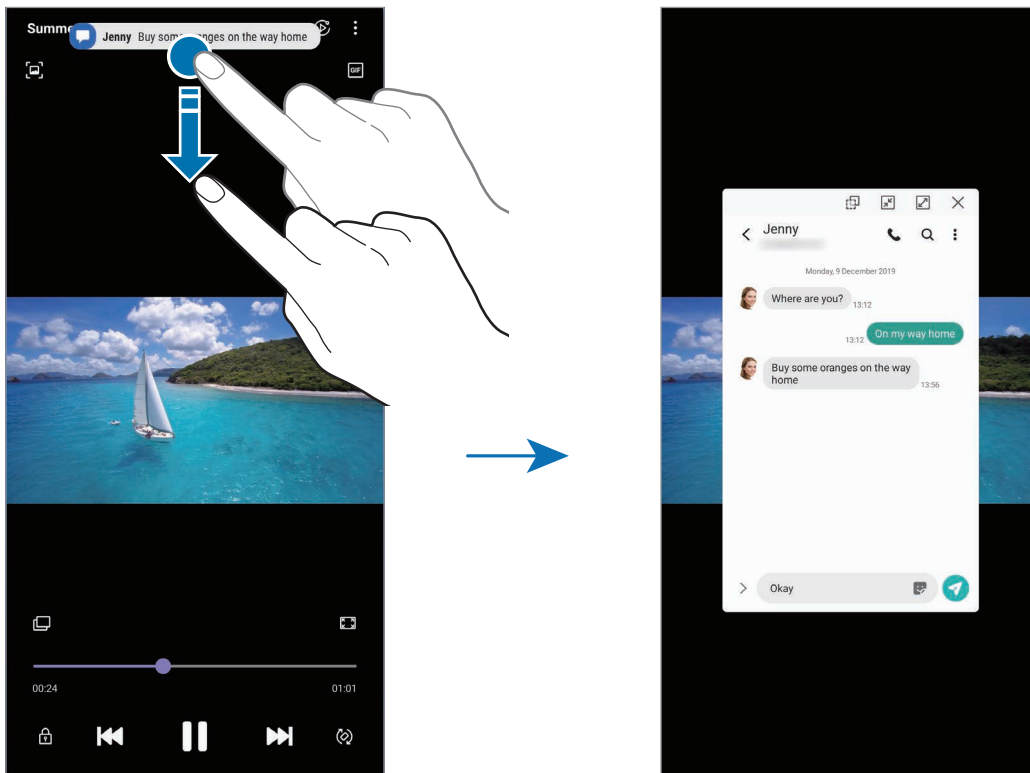 Summe
Jenny Buy some oranges on the way home
GIF
00:24
01:01
Jenny
Monday, 9 December 2019
Where are you?
13:12
13:12
On my way home
Buy some oranges on the way
home
13:56
Okay